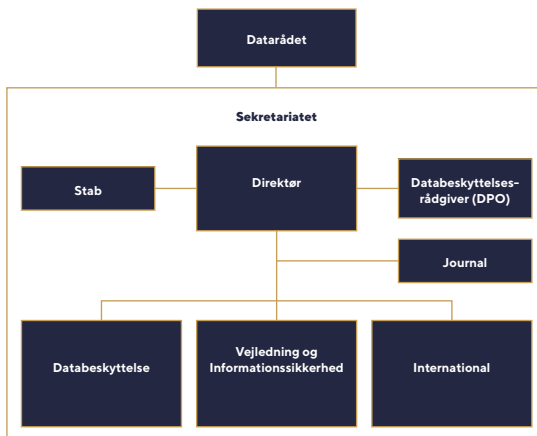 Datarådet
Sekretariatet
Direktør
Stab
Databeskyttelses-
rådgiver (DPO)
Journal
Databeskyttelse
Vejledning og
Informationssikkerhed
International